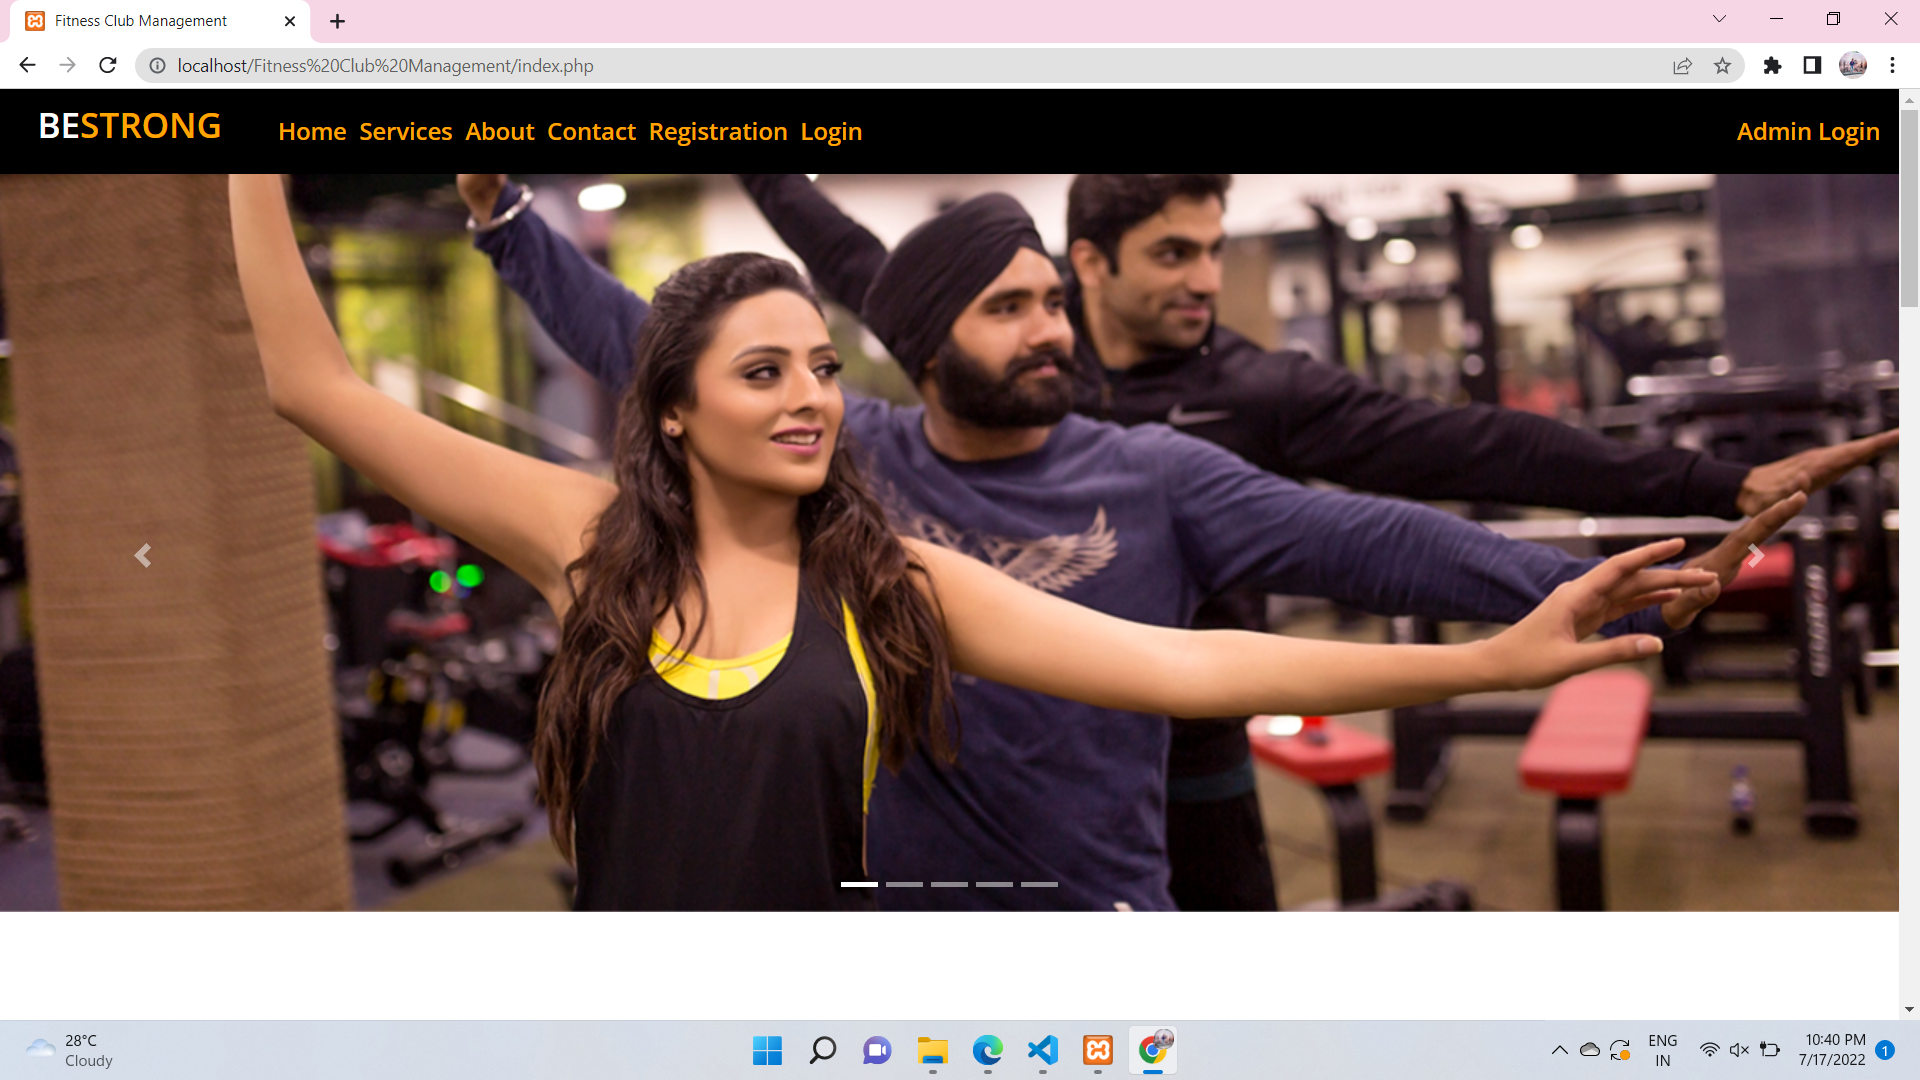 Fitness Club Management
localhost/Fitness%20Club%20Management/index.php
BESTRONG
Home Services About Contact Registration Login
Admin Login
28°C
Cloudy
ENG
IN
10:40 PM
7/17/2022
1